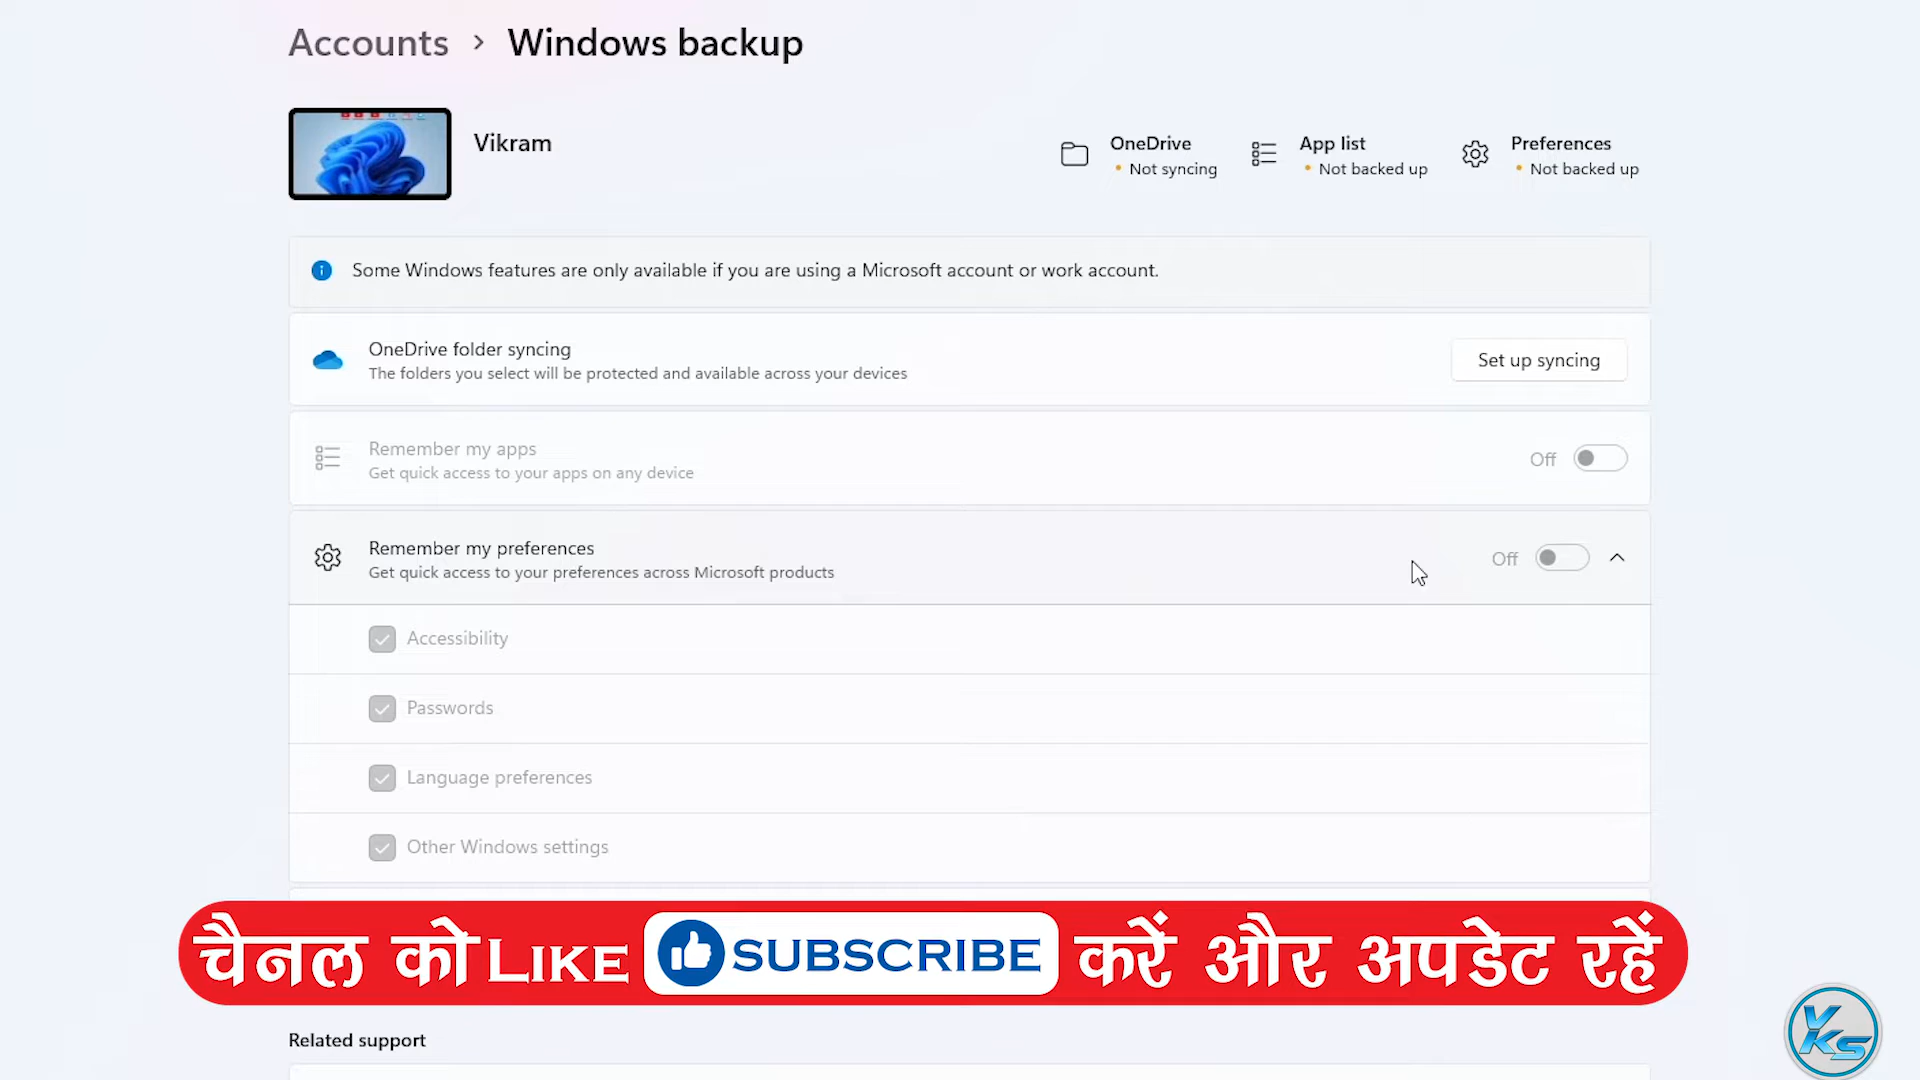 Accounts > Windows backup
Vikram
OneDrive
Not syncing
App list
Not backed up
Preferences
Not backed up
Some Windows features are only available if you are using a Microsoft account or work account.
OneDrive folder syncing
The folders you select will be protected and available across your devices
Set up syncing
Remember my apps
Get quick access to your apps on any device
Off
Remember my preferences
Get quick access to your preferences across Microsoft products
Off
Accessibility
Passwords
Language preferences
Other Windows settings
चैनल को LIKE SUBSCRIBE करें और अपडेट रहें
Related support
VKS